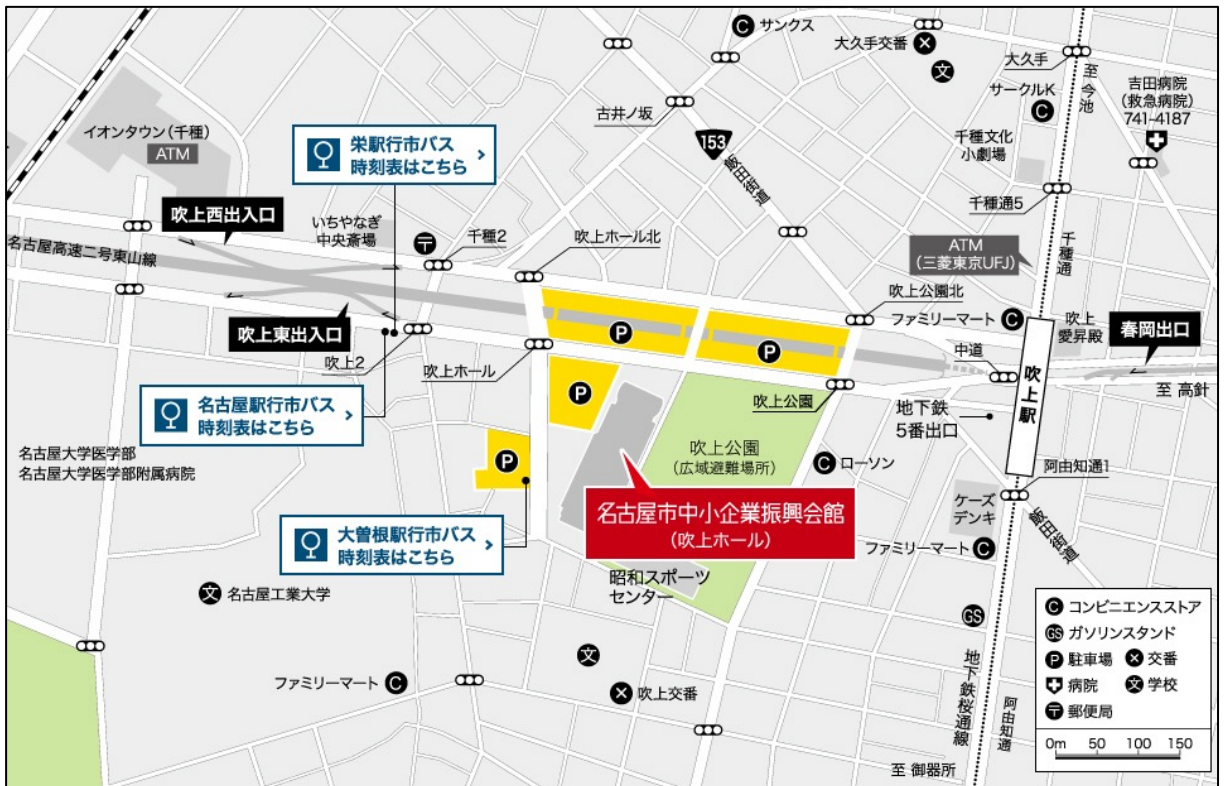 サンクス
大久手交番
文
大久手
至 今池
サークルK
吉田病院
(救急病院)
741-4187
イオンタウン(千種)
ATM
古井ノ坂
153
飯田街道
千種文化
小劇場
栄駅行市バス
時刻表はこちら
吹上西出入口
いちやなぎ
中央斎場
千種2
吹上ホール北
千種通5
千種通
ATM
(三菱東京UFJ)
名古屋高速二号東山線
吹上公園北
ファミリーマート
吹上
愛昇殿
春岡出口
吹上東出入口
吹上2
吹上ホール
P
P
P
P
中道
吹上駅
至 高針
名古屋駅行市バス
時刻表はこちら
吹上公園
地下鉄
5番出口
名古屋大学医学部
名古屋大学医学部附属病院
吹上公園
(広域避難場所)
ローソン
阿由知通1
名古屋市中小企業振興会館
(吹上ホール)
ケーズ
デンキ
飯田街道
大曽根駅行市バス
時刻表はこちら
ファミリーマート
昭和スポーツ
センター
文 名古屋工業大学
GS
文
ファミリーマート
吹上交番
地下鉄桜通線
阿由知通
至 御器所
C コンビニエンスストア
GS ガソリンスタンド
P 駐車場
交番
病院
文 学校
郵便局
0m 50 100 150